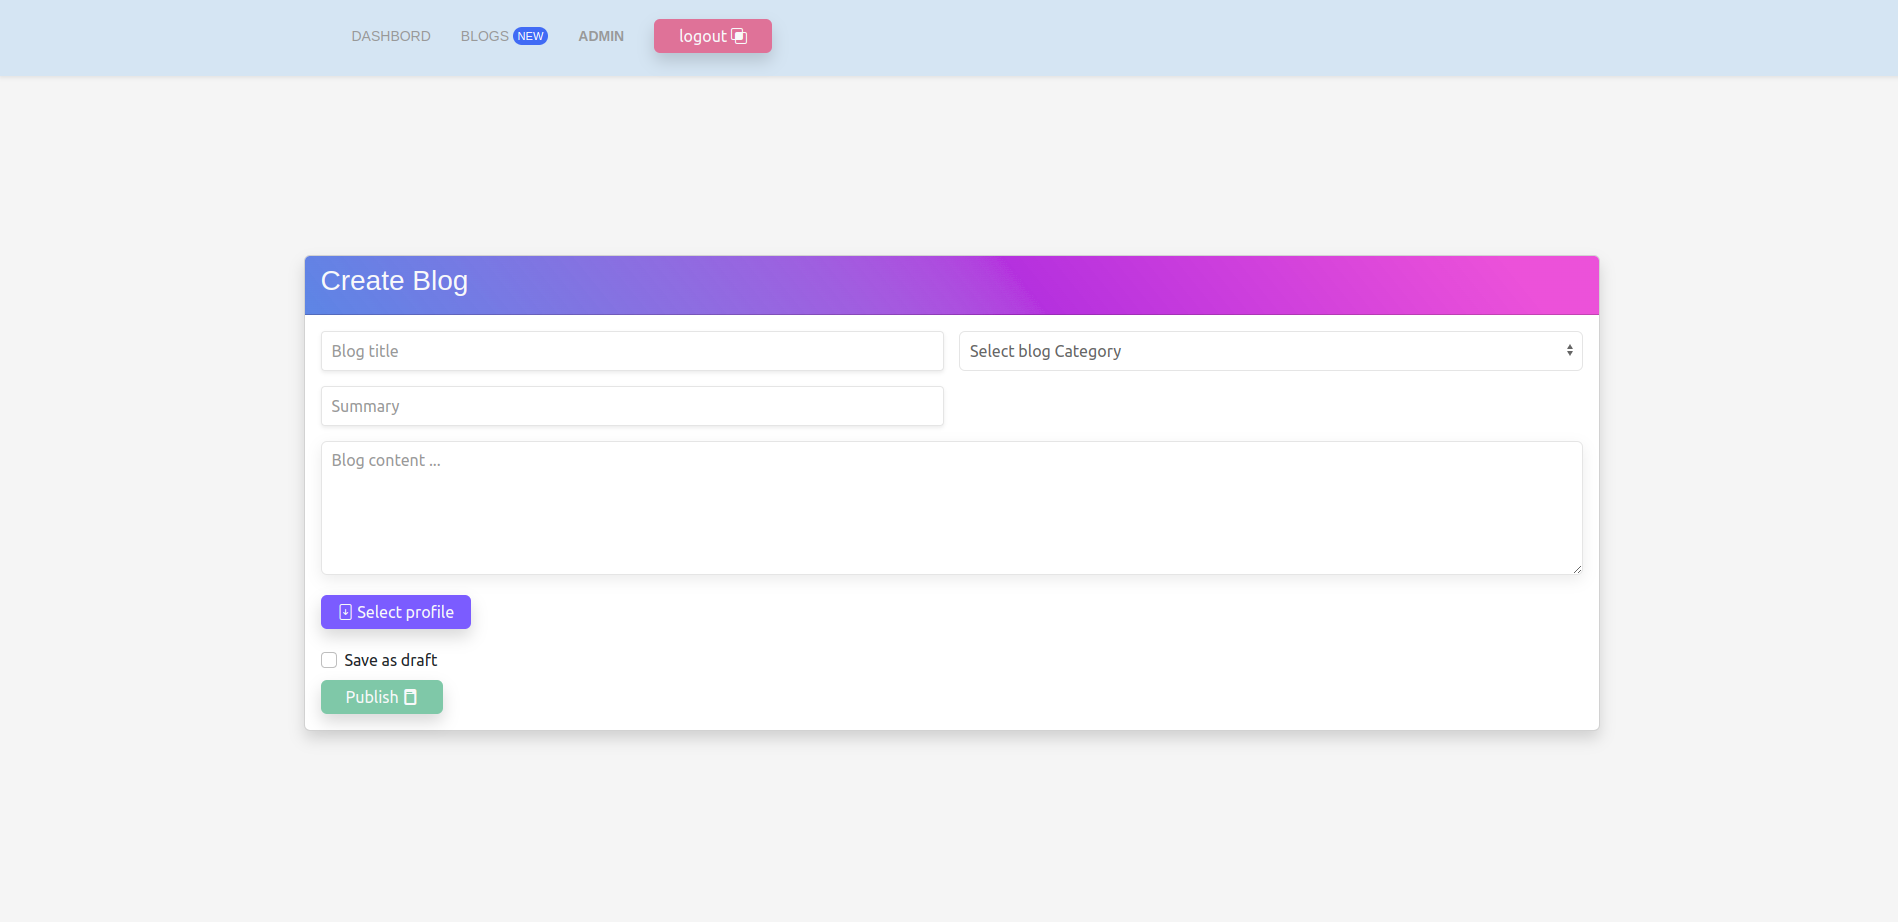 DASHBORD BLOGS NEW ADMIN logout
Create Blog
Blog title Select blog Category
Summary
Blog content ...
Select profile
Save as draft
Publish